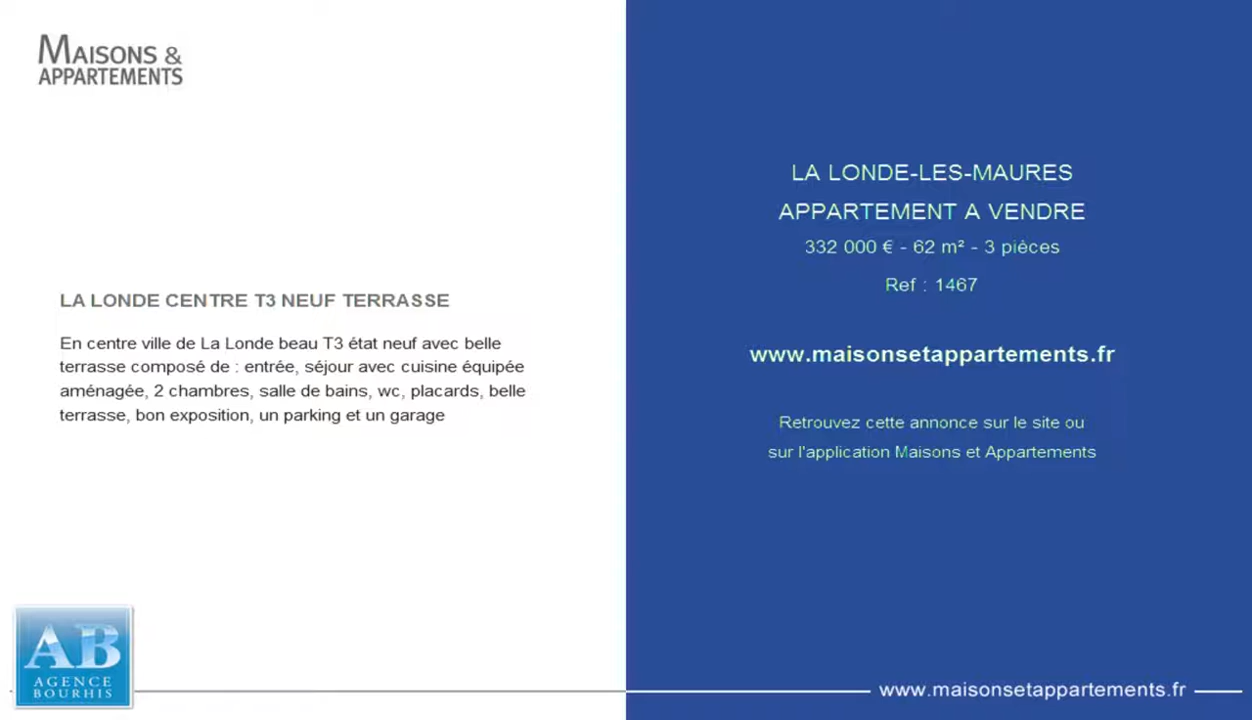 MAISONS &
APPARTEMENTS
LA LONDE CENTRE T3 NEUF TERRASSE
En centre ville de La Londe beau T3 état neuf avec belle
terrasse composé de : entrée, séjour avec cuisine équipée
aménagée, 2 chambres, salle de bains, wc, placards, belle
terrasse, bon exposition, un parking et un garage
AB
AGENCE
BOURHIS
LA LONDE-LES-MAURES
APPARTEMENT A VENDRE
332 000 € - 62 m² - 3 pièces
Ref : 1467
www.maisonsetappartements.fr
Retrouvez cette annonce sur le site ou
sur l'application Maisons et Appartements
www.maisonsetappartements.fr